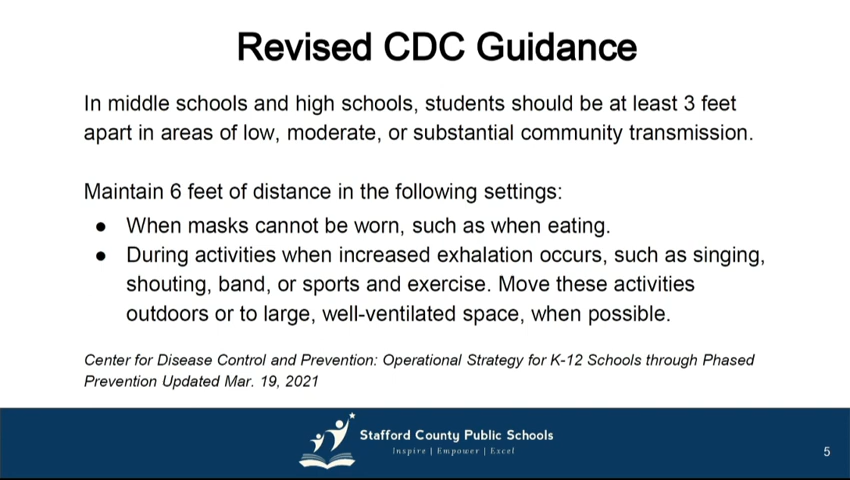 Revised CDC Guidance
In middle schools and high schools, students should be at least 3 feet
apart in areas of low, moderate, or substantial community transmission.
Maintain 6 feet of distance in the following settings:
● When masks cannot be worn, such as when eating.
● During activities when increased exhalation occurs, such as singing,
shouting, band, or sports and exercise. Move these activities
outdoors or to large, well-ventilated space, when possible.
Center for Disease Control and Prevention: Operational Strategy for K-12 Schools through Phased
Prevention Updated Mar. 19, 2021
Stafford County Public Schools
Inspire | Empower | Excel
5